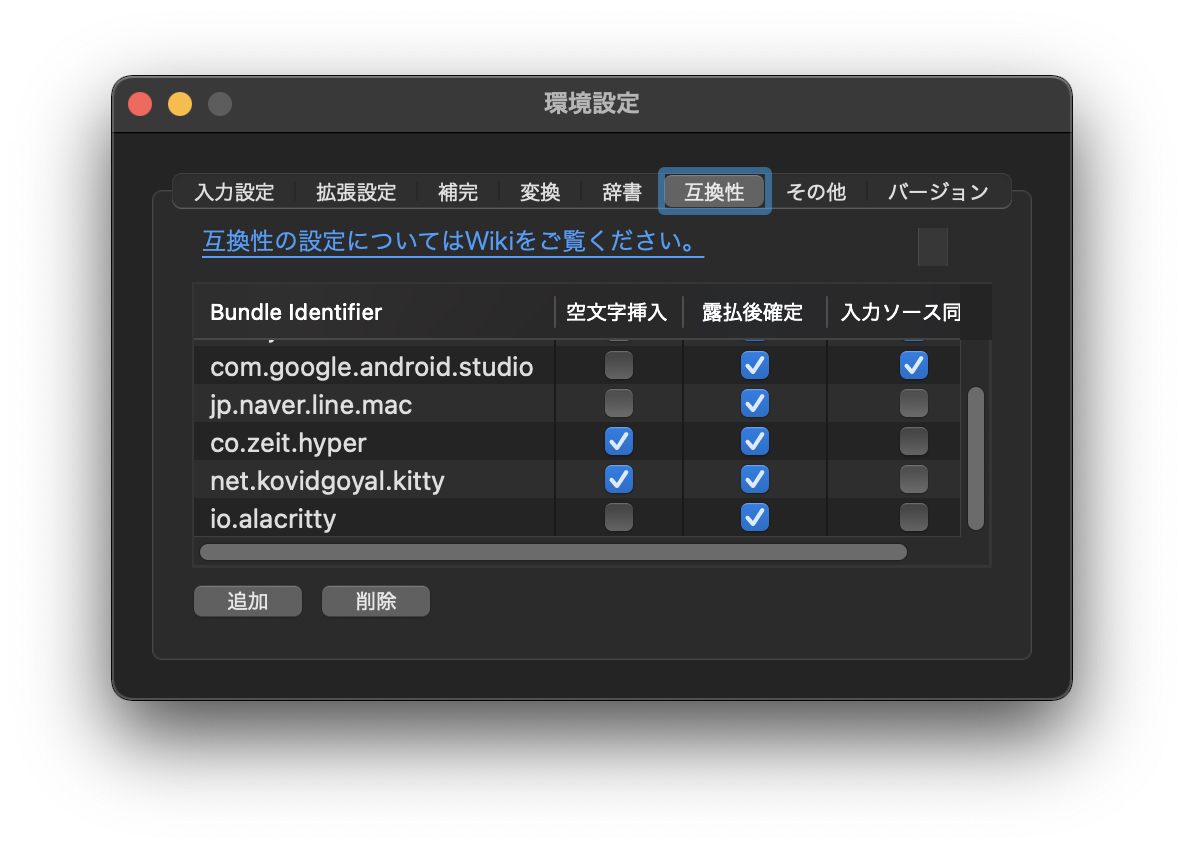 環境設定
入力設定 拡張設定 補完 変換 辞書 互換性 その他 バージョン
互換性の設定についてはWikiをご覧ください。
Bundle Identifier 空文字挿入 露払後確定 入力ソース同
com.google.android.studio
jp.naver.line.mac
co.zeit.hyper
net.kovidgoyal.kitty
io.alacritty
追加 削除